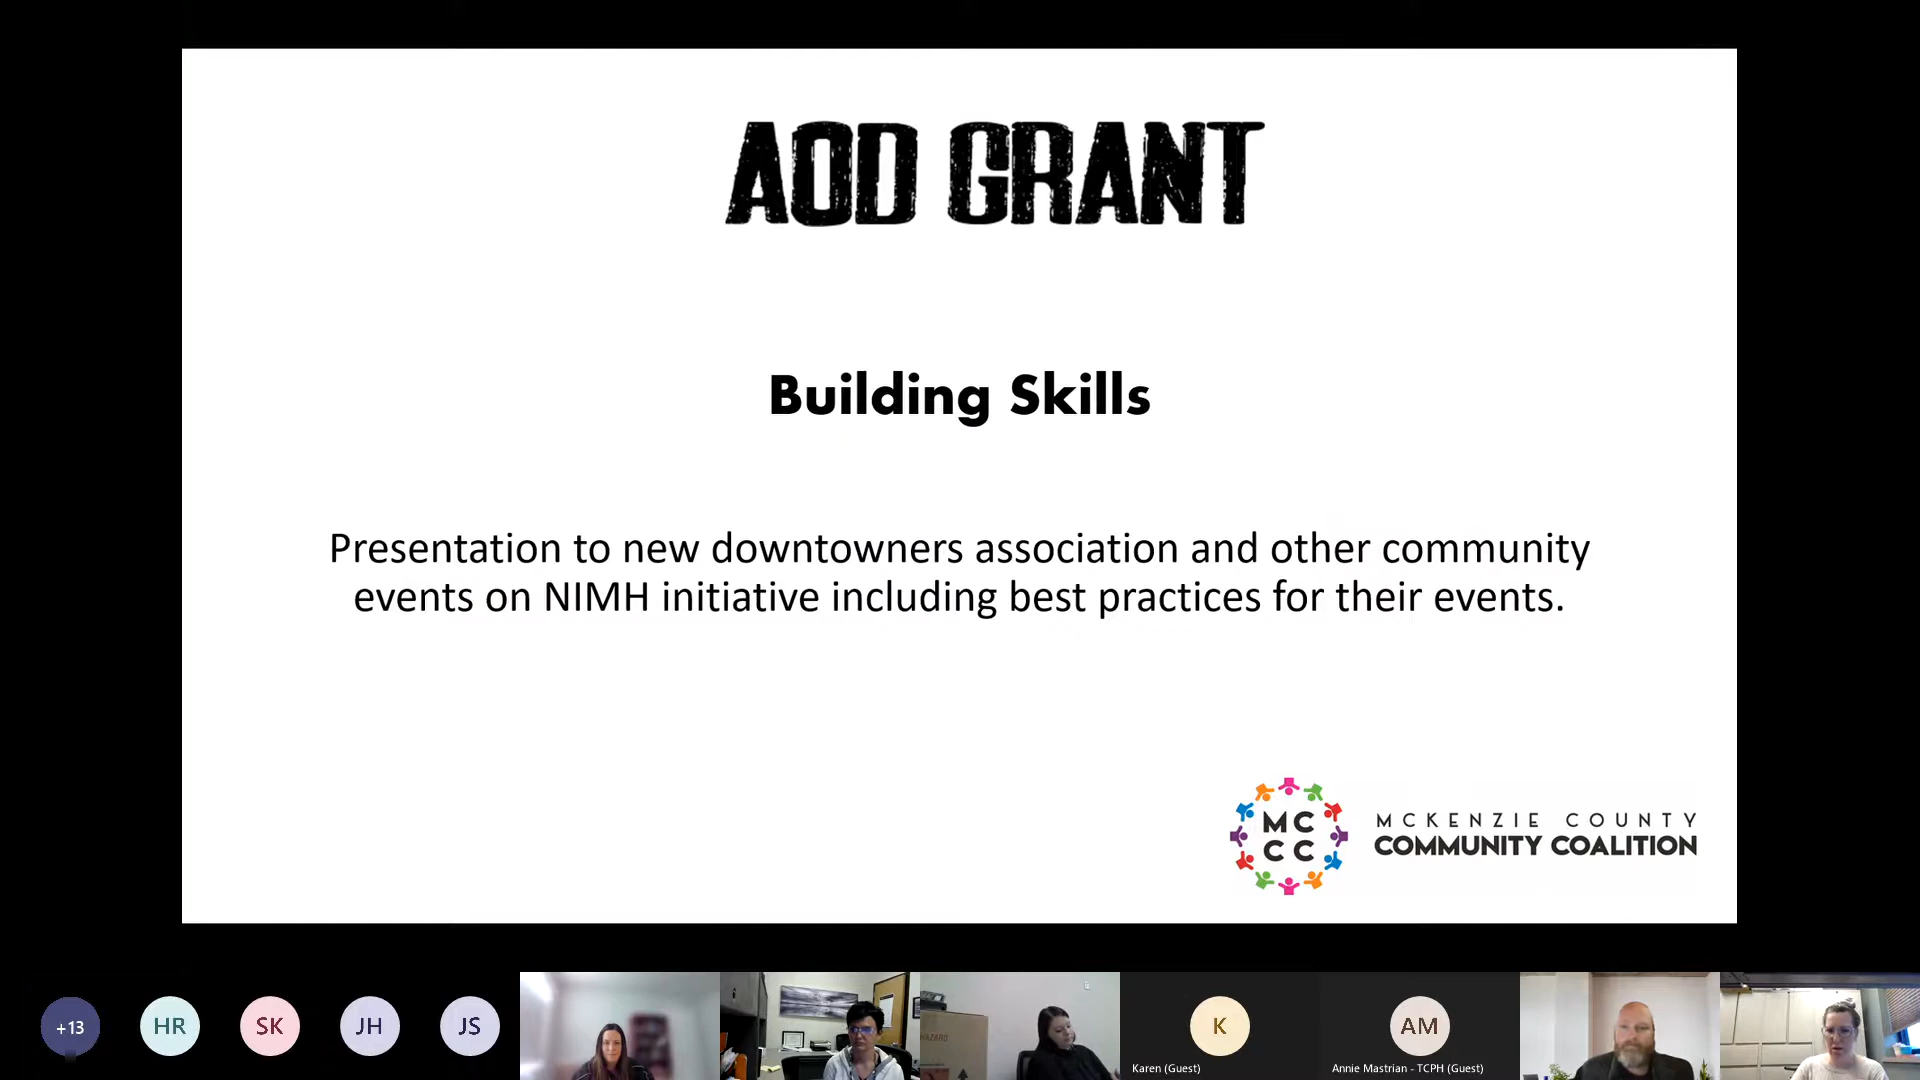 AOD GRANT
Building Skills
Presentation to new downtowners association and other community
events on NIMH initiative including best practices for their events.
MC
CC
MCKENZIE COUNTY
COMMUNITY COALITION
+13
HR
SK
JH
JS
HAZARD
K
Karen (Guest)
AM
Annie Mastrian - TCPH (Guest)